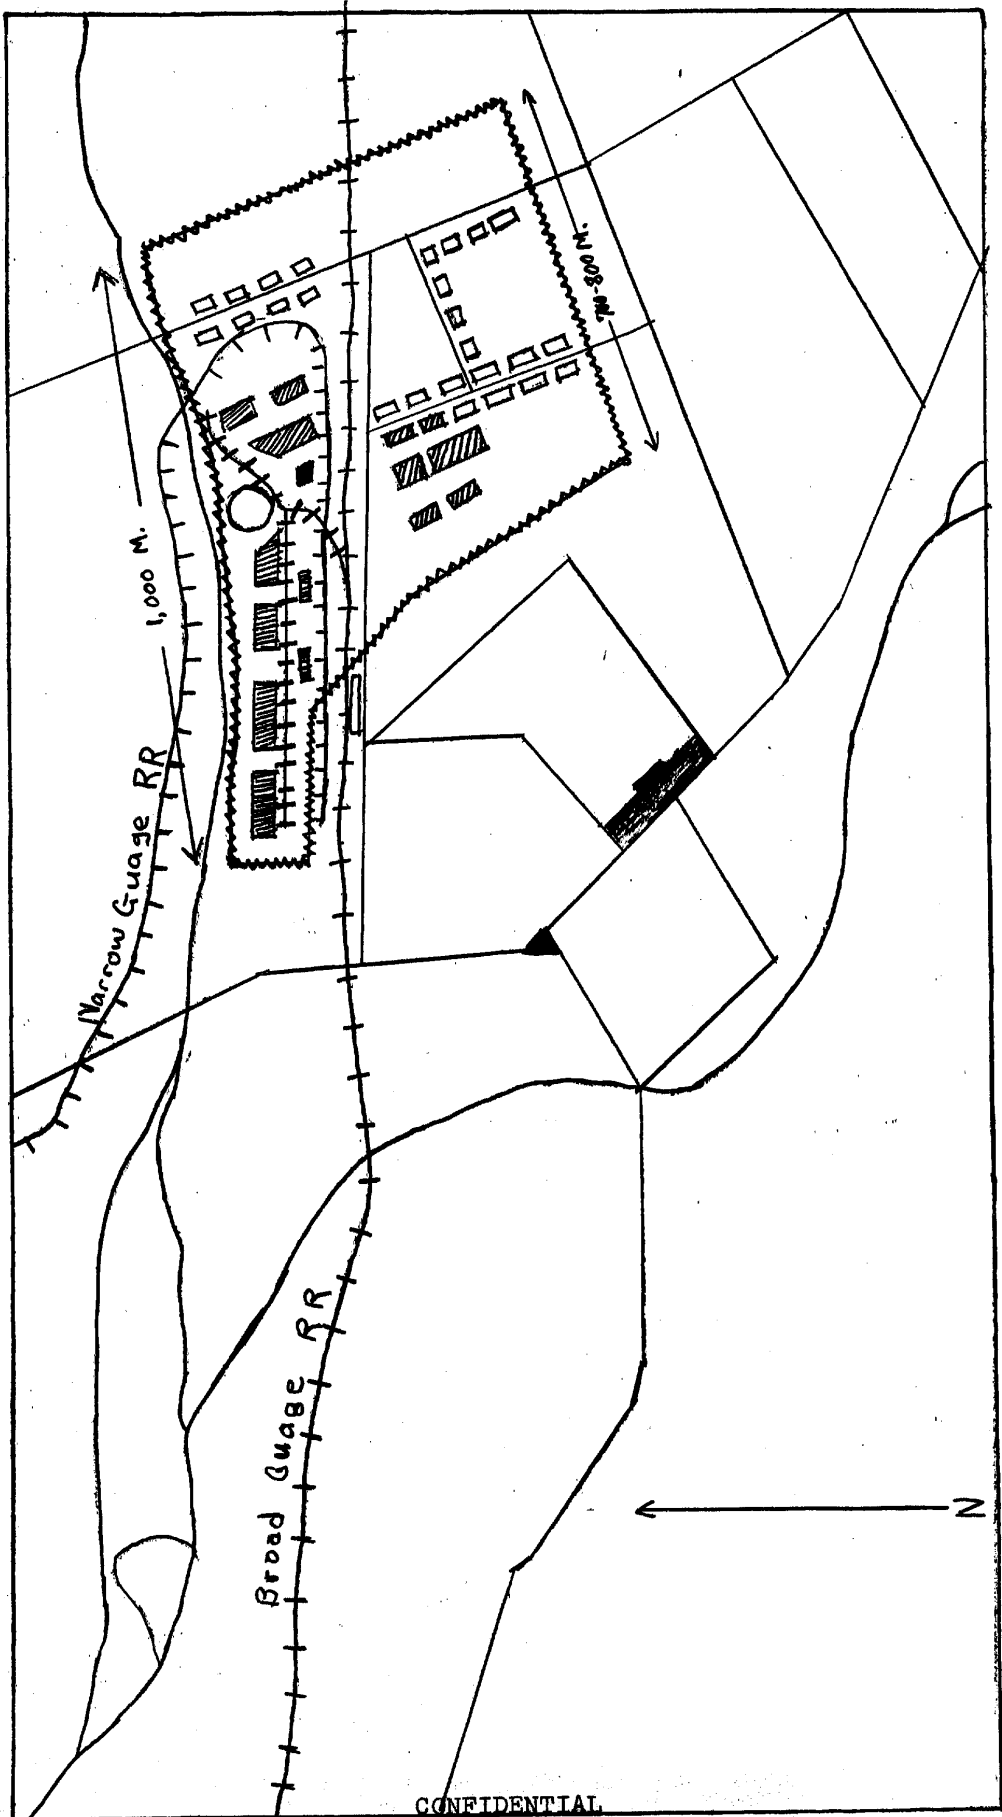 700-800 M.
1,000 M.
Narrow Guage RR
Broad Guage RR
N
CONFIDENTIAL